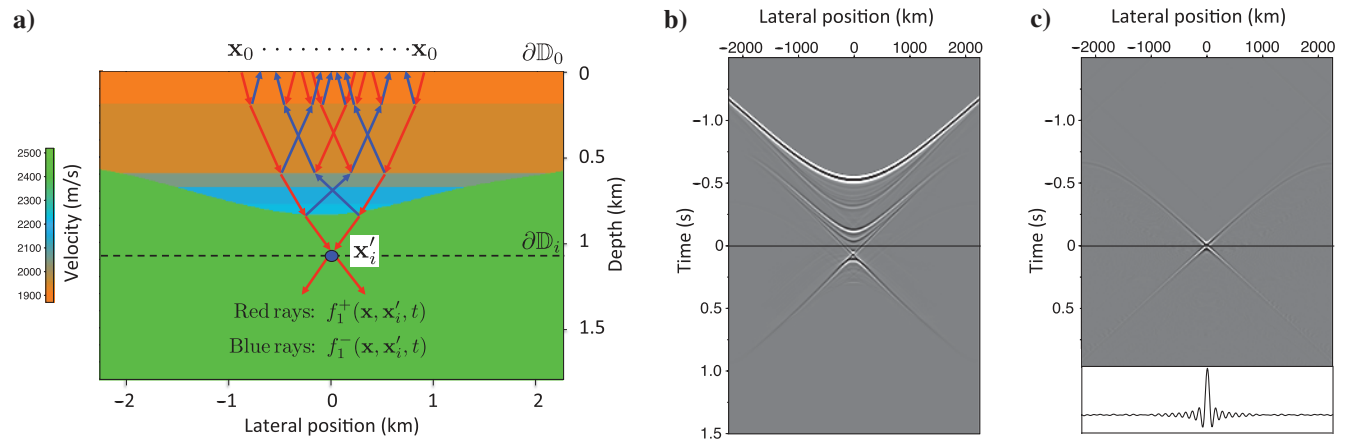 a)
𝐱₀ . . . . . . . . . . . 𝐱₀
∂𝔻₀
0
0.5
1
1.5
Depth (km)
Velocity (m/s)
2500
2400
2300
2200
2100
2000
1900
∂𝔻ᵢ
𝐱′ᵢ
Red rays: f₁⁺(𝐱, 𝐱′ᵢ, t)
Blue rays: f₁⁻(𝐱, 𝐱′ᵢ, t)
−2 −1 0 1 2
Lateral position (km)
b)
Lateral position (km)
−2000 −1000 0 1000 2000
Time (s)
−1.0
−0.5
0
0.5
1.0
1.5
c)
Lateral position (km)
−2000 −1000 0 1000 2000
Time (s)
−1.0
−0.5
0
0.5